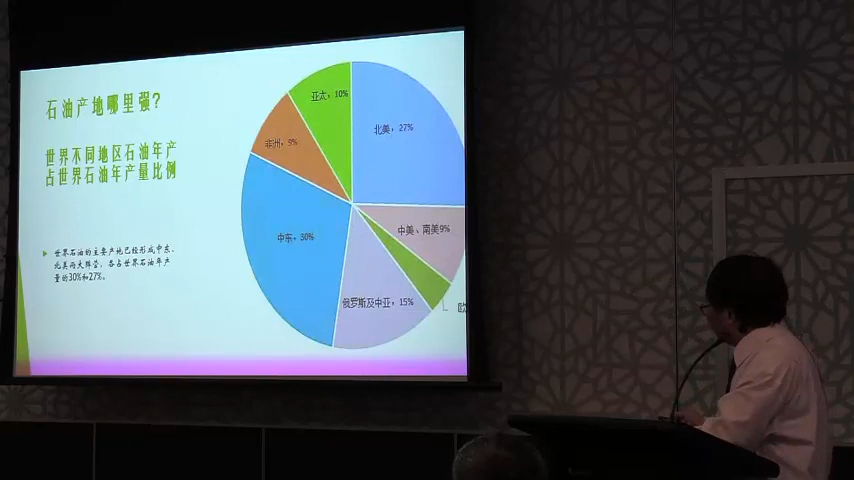 石油产地哪里强?
世界不同地区石油年产
占世界石油年产量比例
世界石油的主要产地已经形成中东、
北美两大阵营，各占世界石油年产
量的30%和27%。
亚太，10%
北美，27%
非洲，9%
中美、南美9%
中东，30%
俄罗斯及中亚，15%
欧